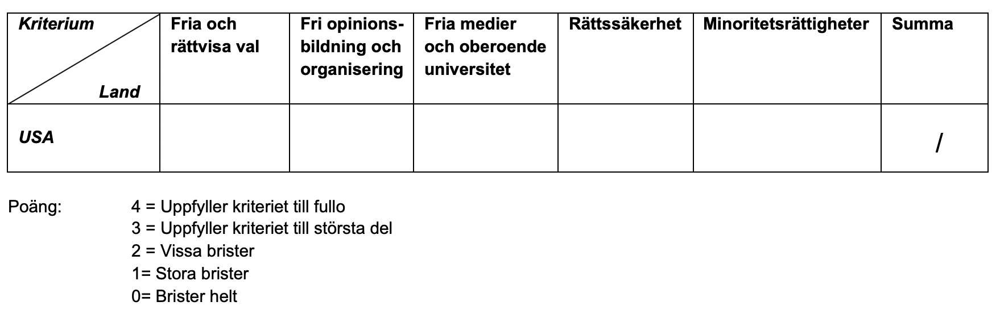 Kriterium
Land
Fria och
rättvisa val
Fri opinions-
bildning och
organisering
Fria medier
och oberoende
universitet
Rättssäkerhet
Minoritetsrättigheter
Summa
USA
/
Poäng:
4 = Uppfyller kriteriet till fullo
3 = Uppfyller kriteriet till största del
2 = Vissa brister
1= Stora brister
0= Brister helt